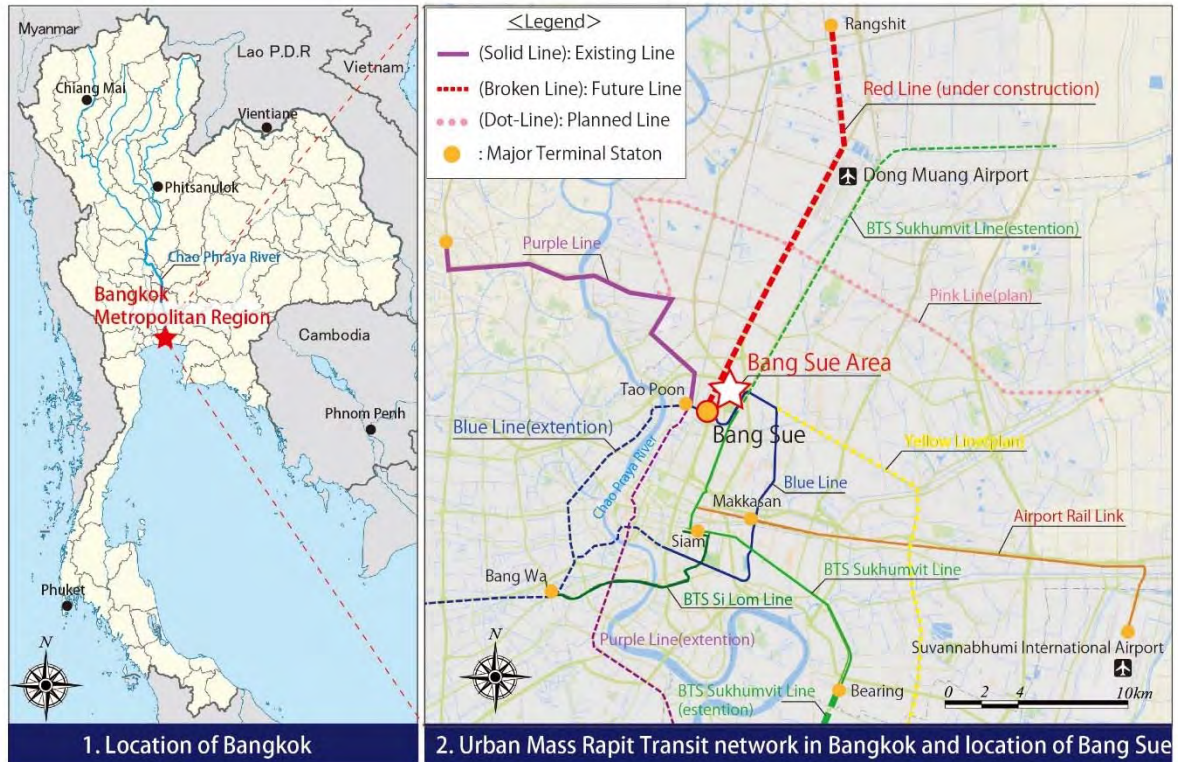 Myanmar
Lao P.D.R
Vietnam
Chiang Mai
Vientiane
Phitsanulok
Chao Phraya River
Bangkok
Metropolitan Region
Cambodia
Phnom Penh
Phuket
N
1. Location of Bangkok
<Legend>
(Solid Line): Existing Line
(Broken Line): Future Line
(Dot-Line): Planned Line
: Major Terminal Staton
Rangshit
Red Line (under construction)
Dong Muang Airport
BTS Sukhumvit Line(estention)
Purple Line
Pink Line(plan)
Bang Sue Area
Tao Poon
Bang Sue
Blue Line(extention)
Chao Praya River
Yellow Line(plan)
Blue Line
Makkasan
Airport Rail Link
Siam
Bang Wa
BTS Sukhumvit Line
BTS Si Lom Line
Purple Line(extention)
Suvannabhumi International Airport
N
BTS Sukhumvit Line
(estention)
Bearing
0 2 4 10km
2. Urban Mass Rapit Transit network in Bangkok and location of Bang Sue